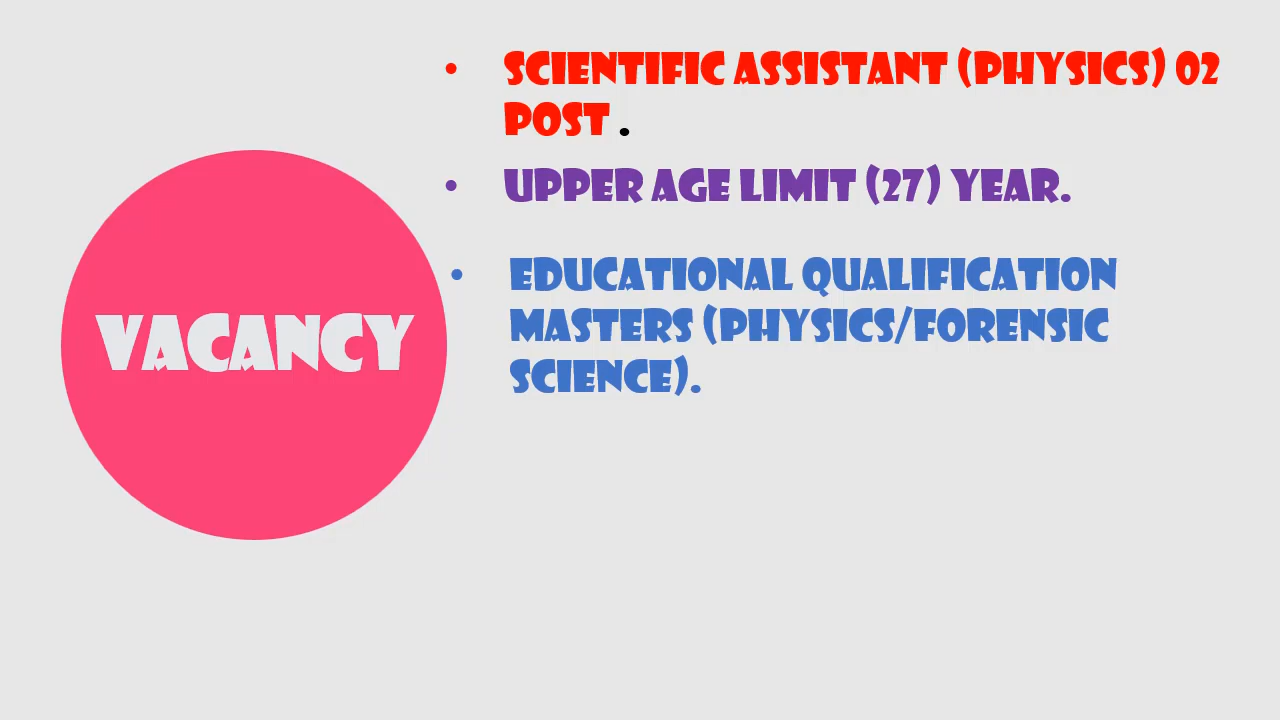 • SCIENTIFIC ASSISTANT (PHYSICS) 02
POST .
• UPPER AGE LIMIT (27) YEAR.
• EDUCATIONAL QUALIFICATION
MASTERS (PHYSICS/FORENSIC
SCIENCE).
VACANCY